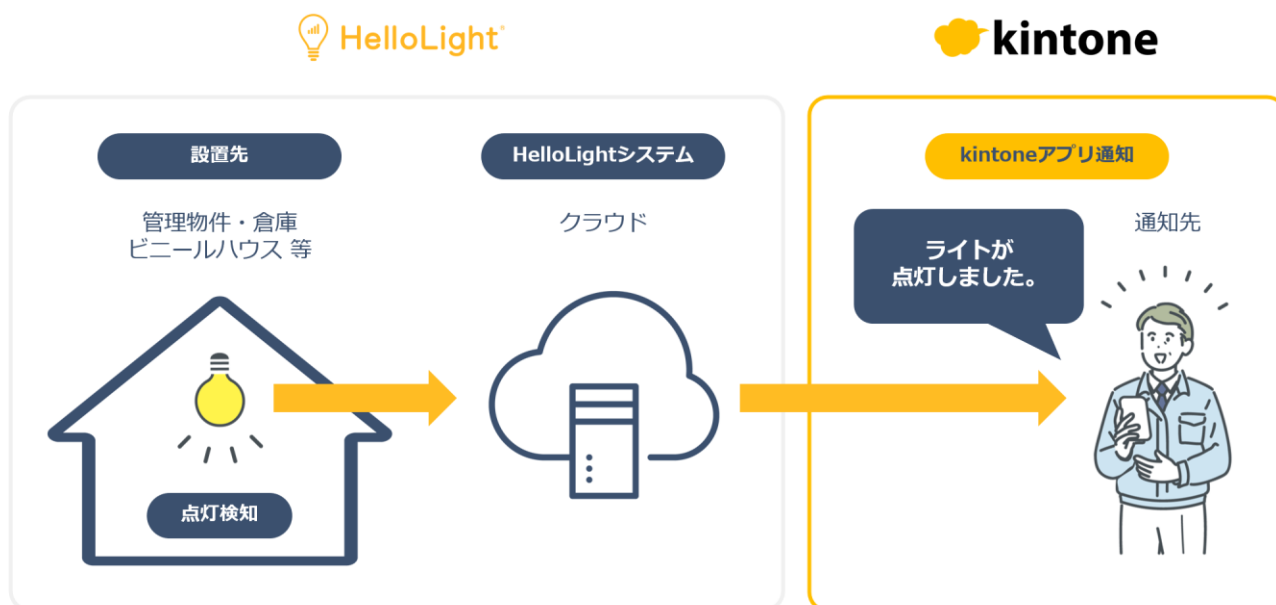 HelloLight
kintone
設置先
HelloLightシステム
kintoneアプリ通知
管理物件・倉庫
ビニールハウス 等
クラウド
通知先
ライトが
点灯しました。
点灯検知